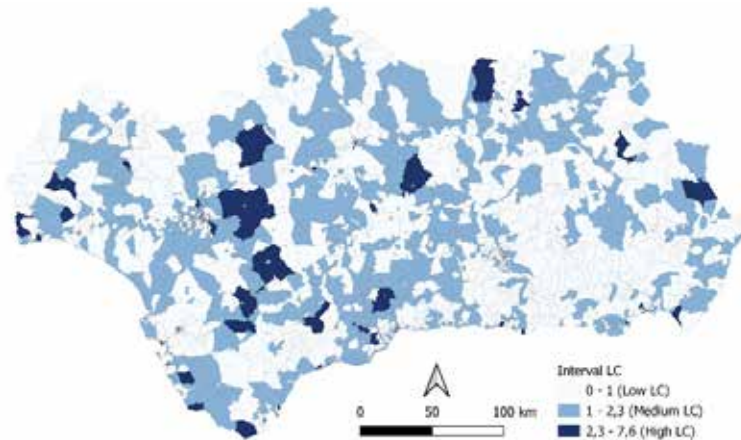 Interval LC
0 - 1 (Low LC)
1 - 2,3 (Medium LC)
2,3 - 7,6 (High LC)
0 50 100 km